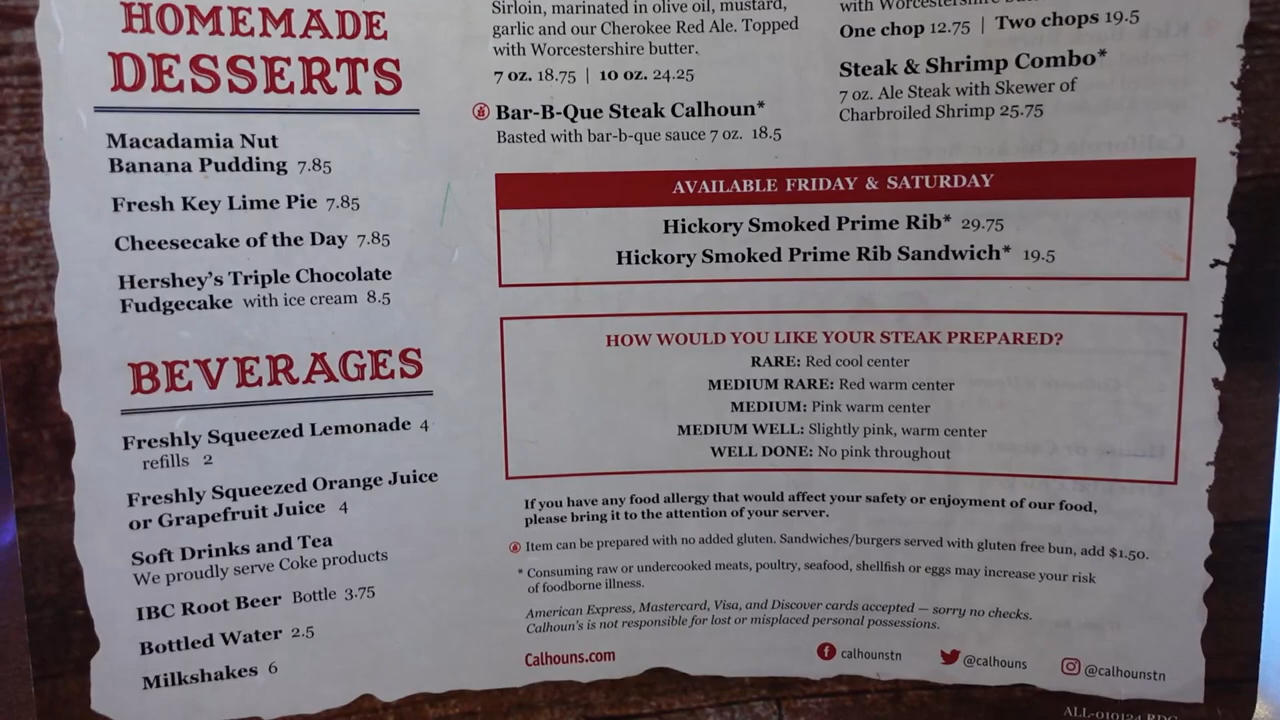 HOMEMADE
DESSERTS
Macadamia Nut
Banana Pudding 7.85
Fresh Key Lime Pie 7.85
Cheesecake of the Day 7.85
Hershey's Triple Chocolate
Fudgecake with ice cream 8.5
BEVERAGES
Freshly Squeezed Lemonade 4
refills 2
Freshly Squeezed Orange Juice
or Grapefruit Juice 4
Soft Drinks and Tea
We proudly serve Coke products
IBC Root Beer Bottle 3.75
Bottled Water 2.5
Milkshakes 6
Sirloin, marinated in olive oil, mustard,
garlic and our Cherokee Red Ale. Topped
with Worcestershire butter.
7 oz. 18.75 | 10 oz. 24.25
Bar-B-Que Steak Calhoun*
Basted with bar-b-que sauce 7 oz. 18.5
with Worcestershire
One chop 12.75 | Two chops 19.5
Steak & Shrimp Combo*
7 oz. Ale Steak with Skewer of
Charbroiled Shrimp 25.75
AVAILABLE FRIDAY & SATURDAY
Hickory Smoked Prime Rib* 29.75
Hickory Smoked Prime Rib Sandwich* 19.5
HOW WOULD YOU LIKE YOUR STEAK PREPARED?
RARE: Red cool center
MEDIUM RARE: Red warm center
MEDIUM: Pink warm center
MEDIUM WELL: Slightly pink, warm center
WELL DONE: No pink throughout
If you have any food allergy that would affect your safety or enjoyment of our food,
please bring it to the attention of your server.
Item can be prepared with no added gluten. Sandwiches/burgers served with gluten free bun, add $1.50.
* Consuming raw or undercooked meats, poultry, seafood, shellfish or eggs may increase your risk
of foodborne illness.
American Express, Mastercard, Visa, and Discover cards accepted — sorry no checks.
Calhoun's is not responsible for lost or misplaced personal possessions.
Calhouns.com
calhounstn
@calhouns
@calhounstn